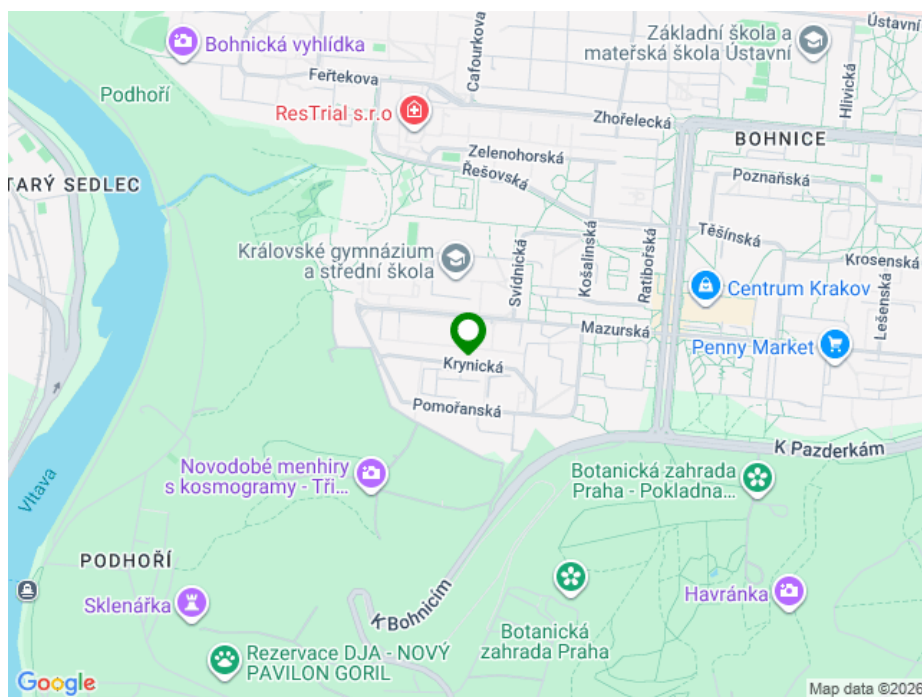 Bohnická vyhlídka
Cafourkova
Základní škola a
mateřská škola Ústavní
Ústavní
Hlivická
Feřtekova
Podhoří
ResTrial s.r.o
Zhořelecká
BOHNICE
Zelenohorská
Řešovská
Poznaňská
TARÝ SEDLEC
Košalinská
Ratibořská
Těšínská
Královské gymnázium
a střední škola
Svídnická
Krosenská
Lešenská
Centrum Krakov
Mazurská
Penny Market
Krynická
Pomořanská
K Pazderkám
Novodobé menhiry
s kosmogramy - Tři...
Botanická zahrada
Praha - Pokladna...
Vltava
PODHOŘÍ
Sklenářka
K Bohnicím
Havránka
Botanická
zahrada Praha
Rezervace DJA - NOVÝ
PAVILON GORIL
Google
Map data ©2026